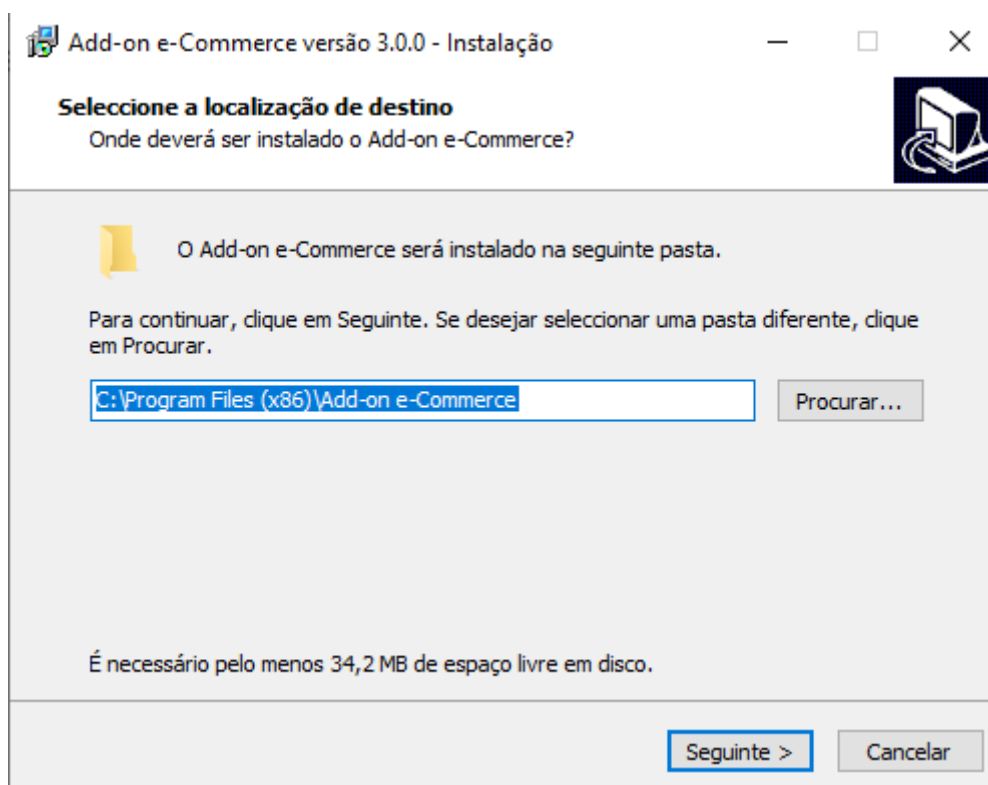 Add-on e-Commerce versão 3.0.0 - Instalação
Seleccione a localização de destino
Onde deverá ser instalado o Add-on e-Commerce?
O Add-on e-Commerce será instalado na seguinte pasta.
Para continuar, clique em Seguinte. Se desejar seleccionar uma pasta diferente, clique
em Procurar.
C:\Program Files (x86)\Add-on e-Commerce
Procurar...
É necessário pelo menos 34,2 MB de espaço livre em disco.
Seguinte >
Cancelar